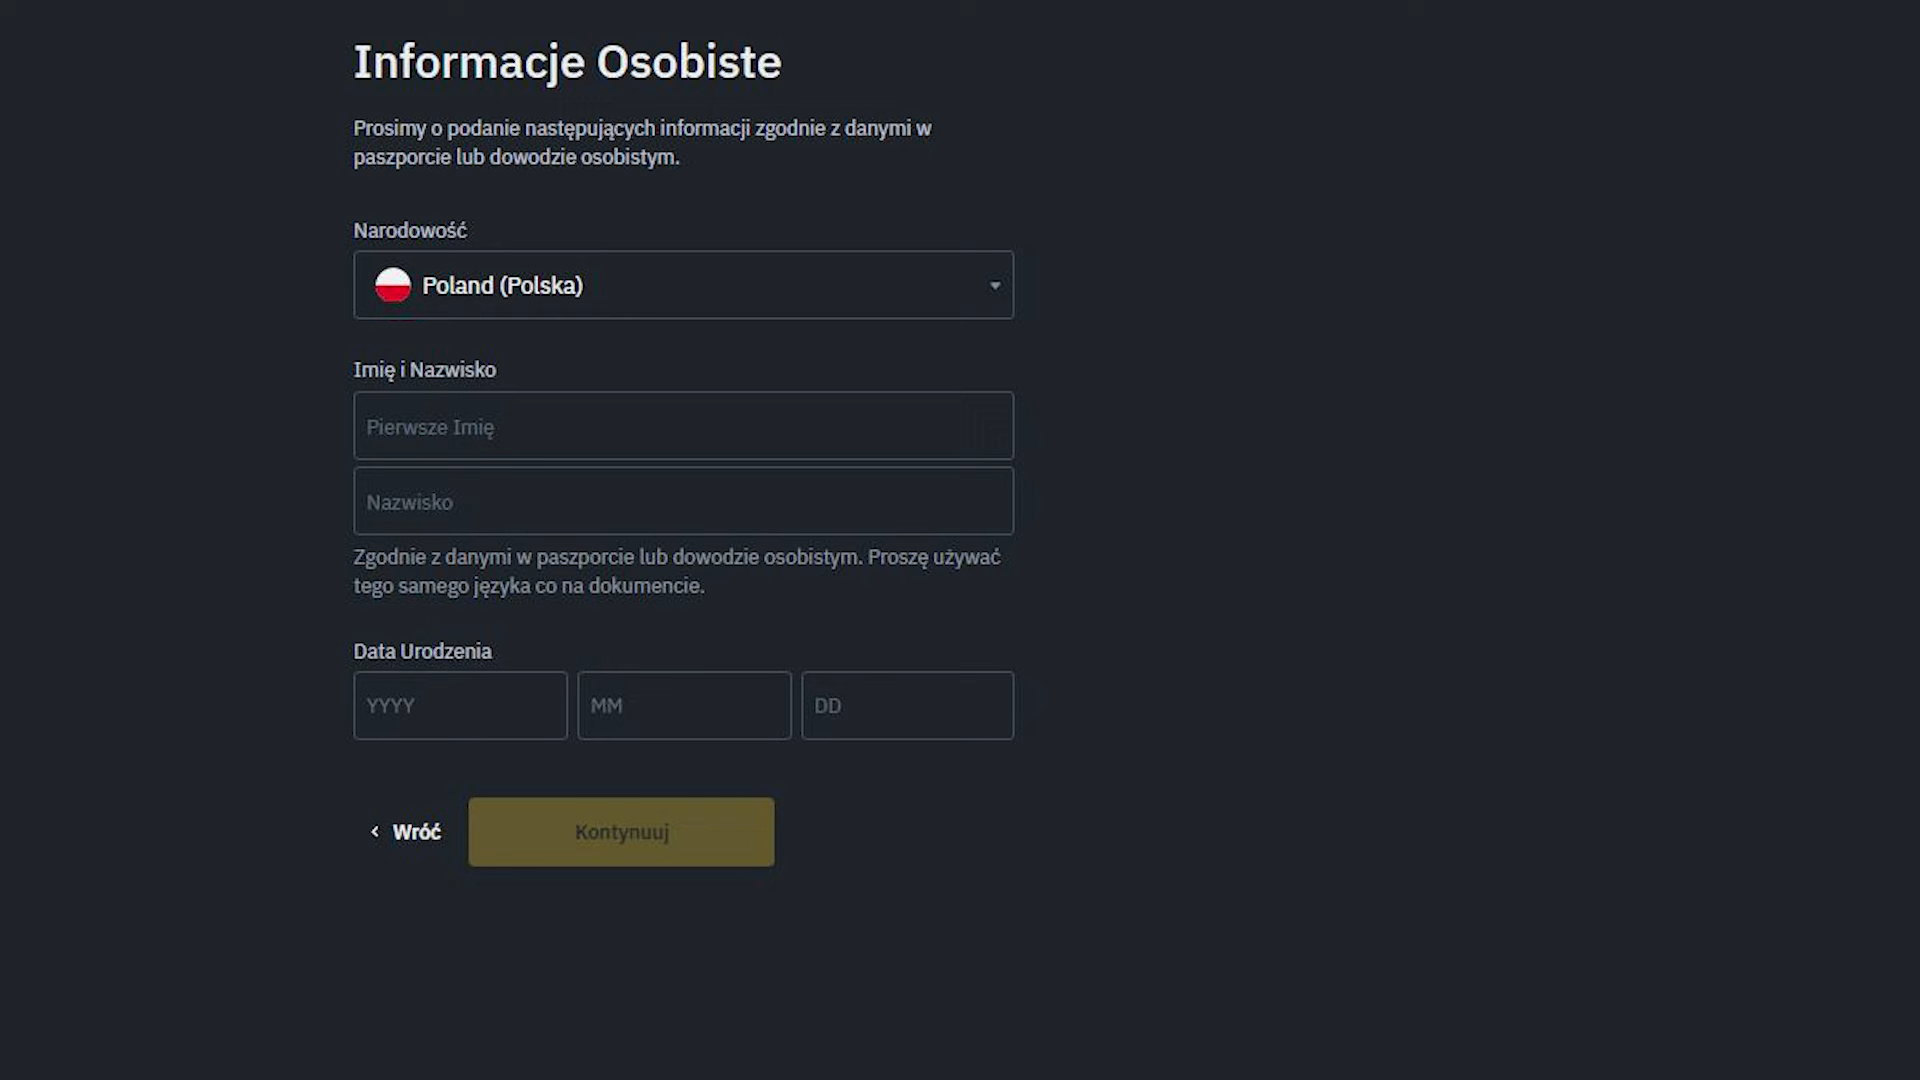 Informacje Osobiste
Prosimy o podanie następujących informacji zgodnie z danymi w
paszporcie lub dowodzie osobistym.
Narodowość
Poland (Polska)
Imię i Nazwisko
Pierwsze Imię
Nazwisko
Zgodnie z danymi w paszporcie lub dowodzie osobistym. Proszę używać
tego samego języka co na dokumencie.
Data Urodzenia
YYYY MM DD
Wróć Kontynuuj